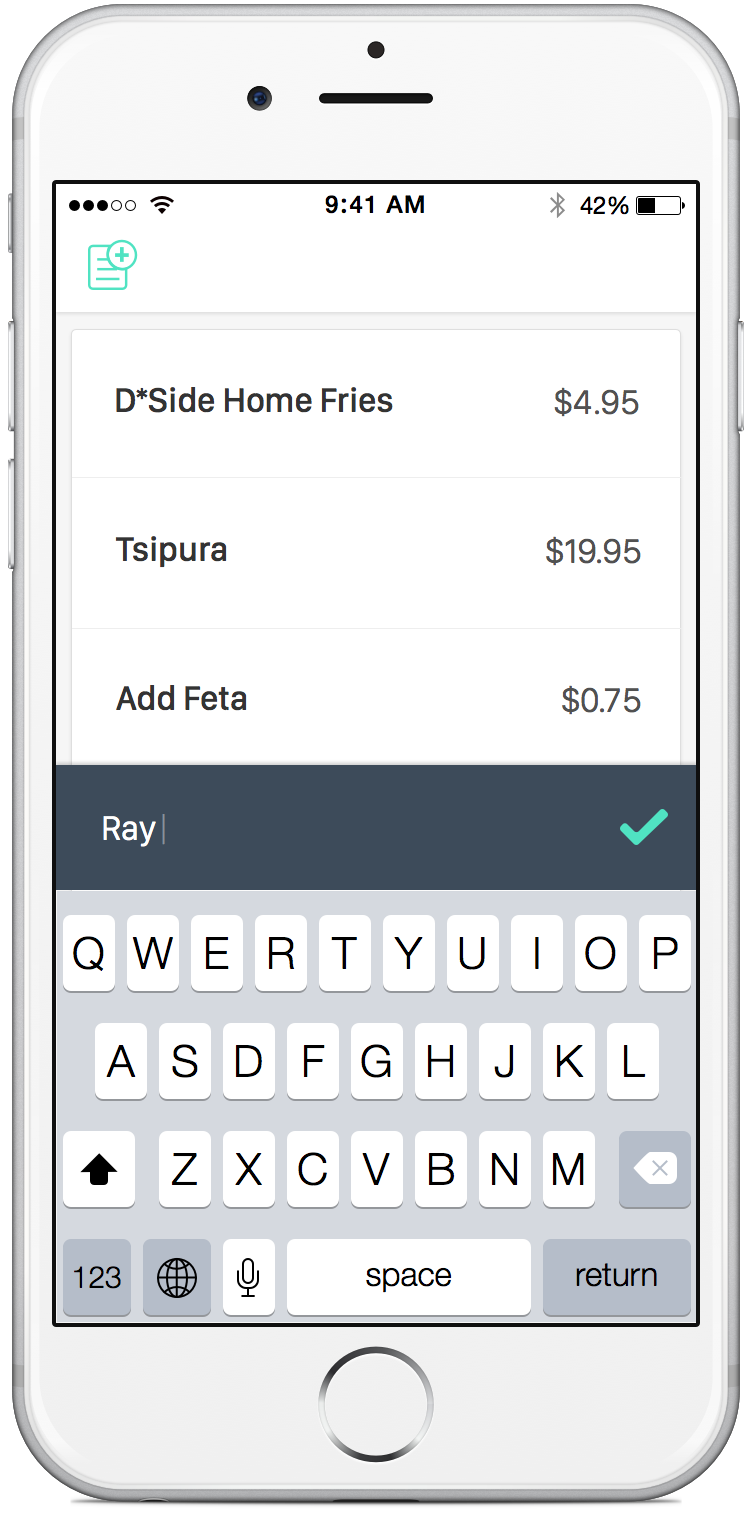 9:41 AM 42%
D*Side Home Fries $4.95
Tsipura $19.95
Add Feta $0.75
Ray
Q W E R T Y U I O P
A S D F G H J K L
Z X C V B N M
123 space return